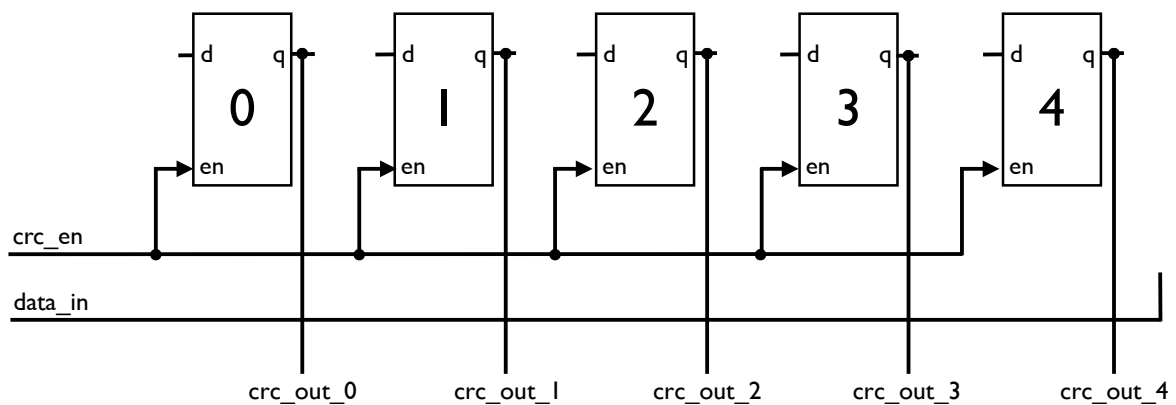 d q d q d q d q d q
0 1 2 3 4
en en en en en
crc_en
data_in
crc_out_0 crc_out_1 crc_out_2 crc_out_3 crc_out_4